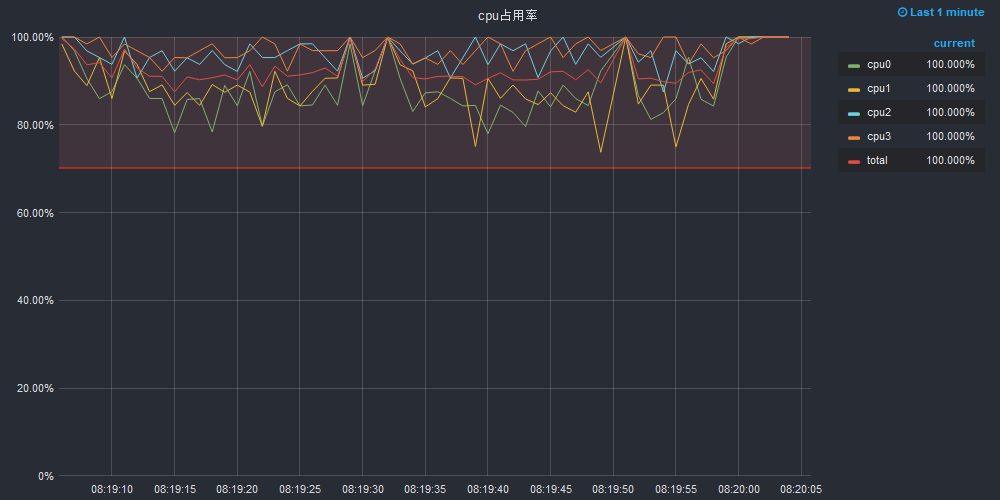 cpu占用率
Last 1 minute
current
cpu0 100.000%
cpu1 100.000%
cpu2 100.000%
cpu3 100.000%
total 100.000%
100.00%
80.00%
60.00%
40.00%
20.00%
0%
08:19:10 08:19:15 08:19:20 08:19:25 08:19:30 08:19:35 08:19:40 08:19:45 08:19:50 08:19:55 08:20:00 08:20:05